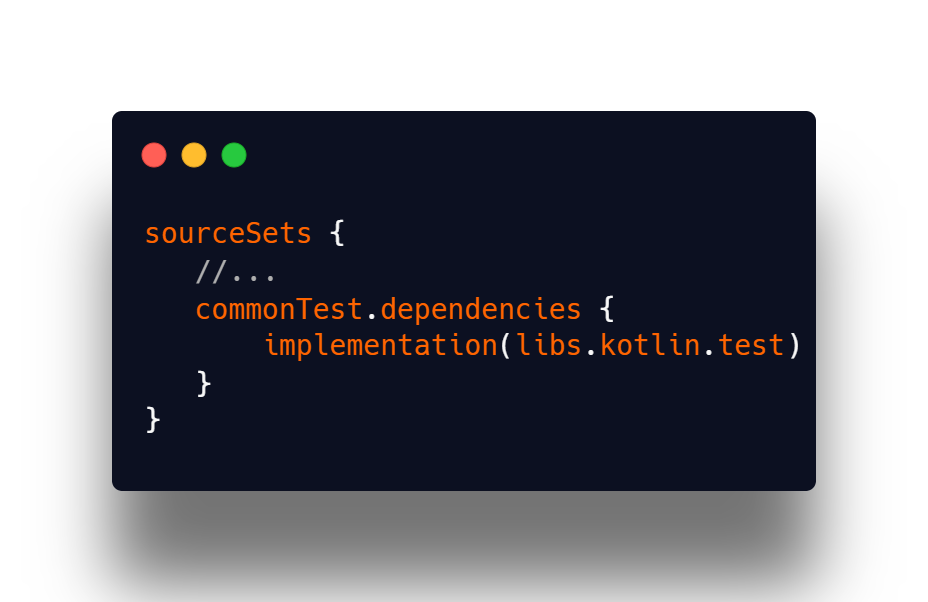 sourceSets {
   //...
   commonTest.dependencies {
       implementation(libs.kotlin.test)
   }
}